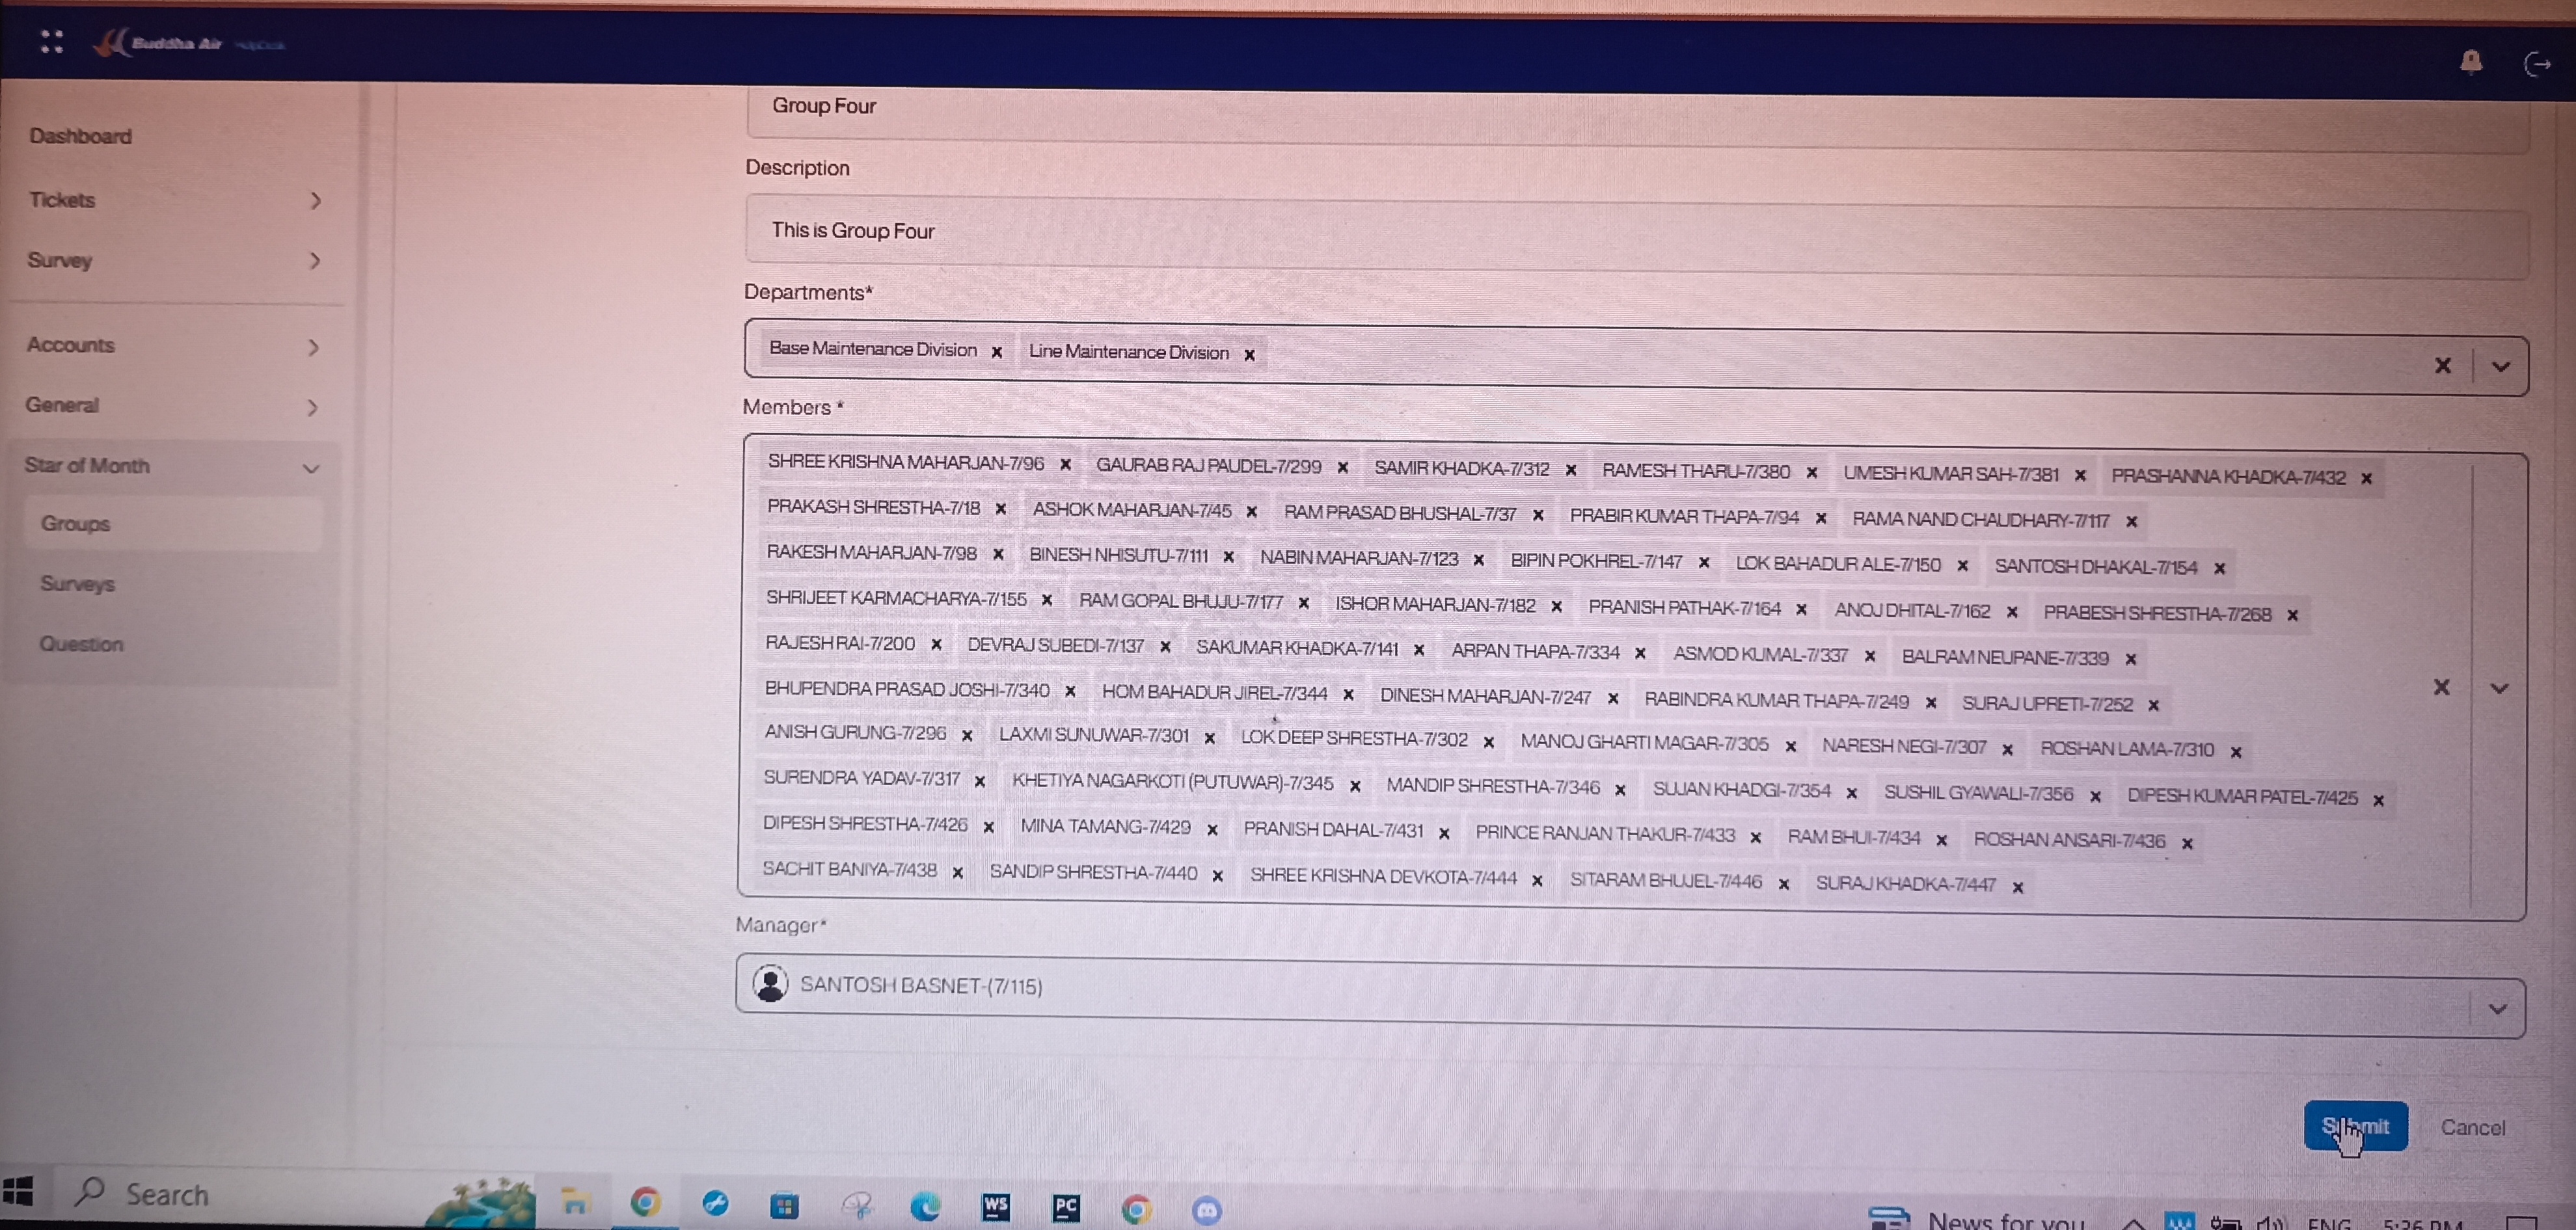 Buddha Air
Group Four
Dashboard
Description
Tickets
This is Group Four
Survey
Departments*
Accounts
Base Maintenance Division x Line Maintenance Division x
General
Members *
Star of Month
SHREE KRISHNA MAHARJAN-7/96 x GAURAB RAJ PAUDEL-7/299 x SAMIR KHADKA-7/312 x RAMESH THARU-7/380 x UMESH KUMAR SAH-7/381 x PRASHANNA KHADKA-7/432 x
Groups
PRAKASH SHRESTHA-7/18 x ASHOK MAHARJAN-7/45 x RAM PRASAD BHUSHAL-7/37 x PRABIR KUMAR THAPA-7/94 x RAMA NAND CHAUDHARY-7/117 x
RAKESH MAHARJAN-7/98 x BINESH NHISUTU-7/111 x NABIN MAHARJAN-7/123 x BIPIN POKHREL-7/147 x LOK BAHADUR ALE-7/150 x SANTOSH DHAKAL-7/154 x
Surveys
SHRIJEET KARMACHARYA-7/155 x RAM GOPAL BHUJU-7/177 x ISHOR MAHARJAN-7/182 x PRANISH PATHAK-7/164 x ANOJ DHITAL-7/162 x PRABESH SHRESTHA-7/268 x
Question
RAJESH RAI-7/200 x DEVRAJ SUBEDI-7/137 x SAKUMAR KHADKA-7/141 x ARPAN THAPA-7/334 x ASMOD KUMAL-7/337 x BALRAM NEUPANE-7/339 x
BHUPENDRA PRASAD JOSHI-7/340 x HOM BAHADUR JIREL-7/344 x DINESH MAHARJAN-7/247 x RABINDRA KUMAR THAPA-7/249 x SURAJ UPRETI-7/252 x
ANISH GURUNG-7/296 x LAXMI SUNUWAR-7/301 x LOK DEEP SHRESTHA-7/302 x MANOJ GHARTI MAGAR-7/305 x NARESH NEGI-7/307 x ROSHAN LAMA-7/310 x
SURENDRA YADAV-7/317 x KHETIYA NAGARKOTI (PUTUWAR)-7/345 x MANDIP SHRESTHA-7/346 x SUJAN KHADGI-7/354 x SUSHIL GYAWALI-7/356 x DIPESH KUMAR PATEL-7/425 x
DIPESH SHRESTHA-7/426 x MINA TAMANG-7/429 x PRANISH DAHAL-7/431 x PRINCE RANJAN THAKUR-7/433 x RAM BHUJ-7/434 x ROSHAN ANSARI-7/436 x
SACHIT BANIYA-7/438 x SANDIP SHRESTHA-7/440 x SHREE KRISHNA DEVKOTA-7/444 x SITARAM BHUJEL-7/446 x SURAJ KHADKA-7/447 x
Manager*
SANTOSH BASNET-(7/115)
Submit Cancel
Search WS PC News for you ENG 5:26 PM